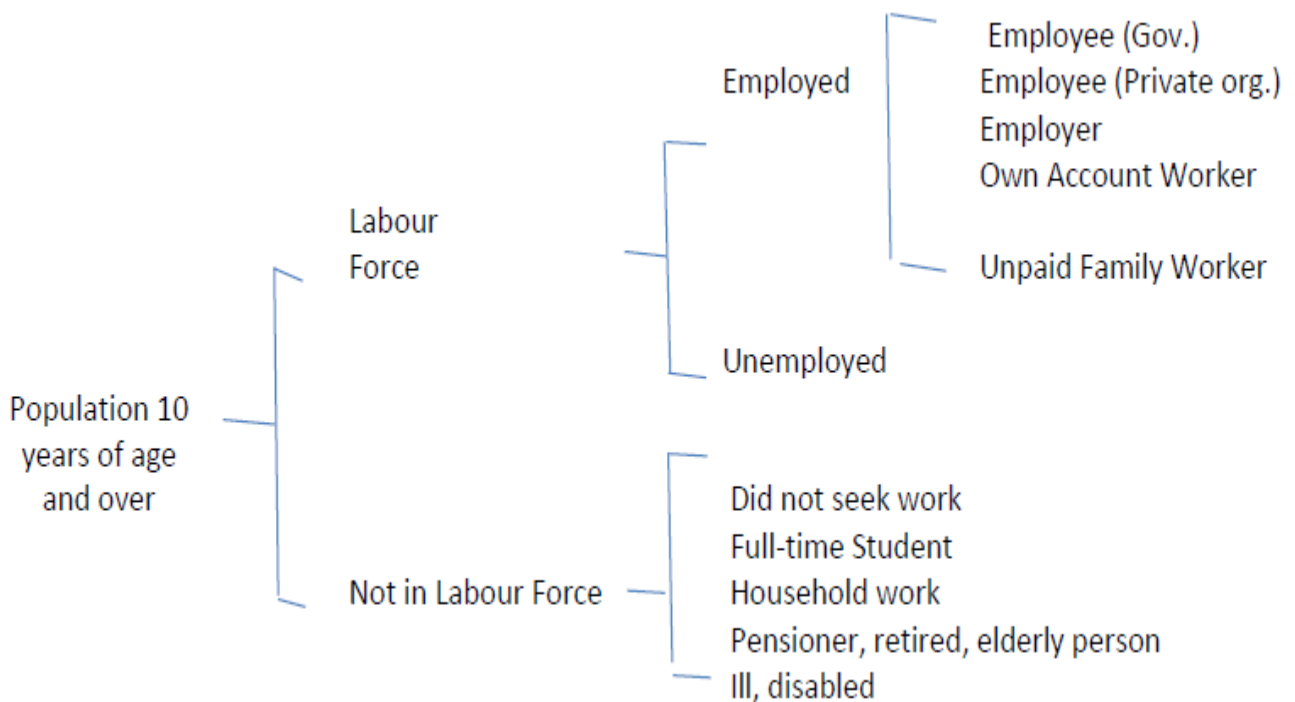 Population 10
years of age
and over
Labour
Force
Employed
Employee (Gov.)
Employee (Private org.)
Employer
Own Account Worker
Unpaid Family Worker
Unemployed
Not in Labour Force
Did not seek work
Full-time Student
Household work
Pensioner, retired, elderly person
Ill, disabled